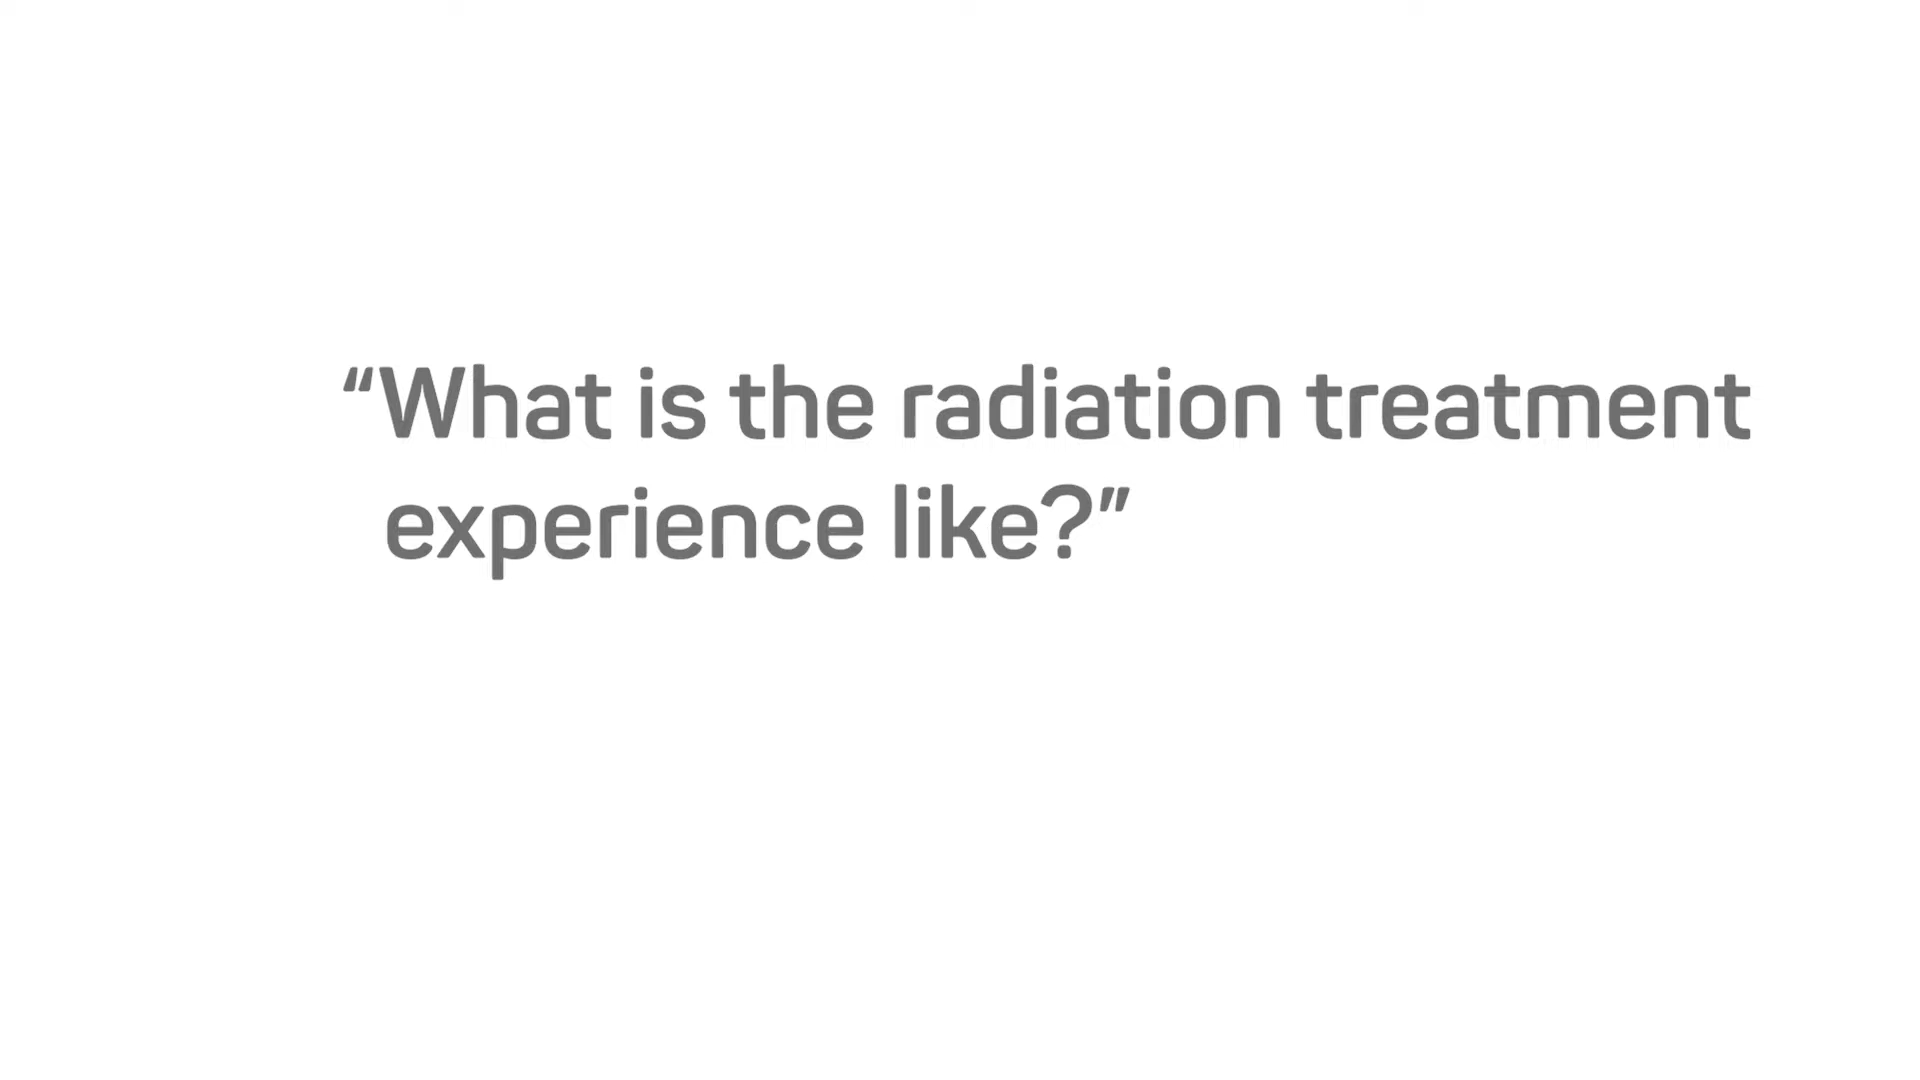 “What is the radiation treatment
experience like?”